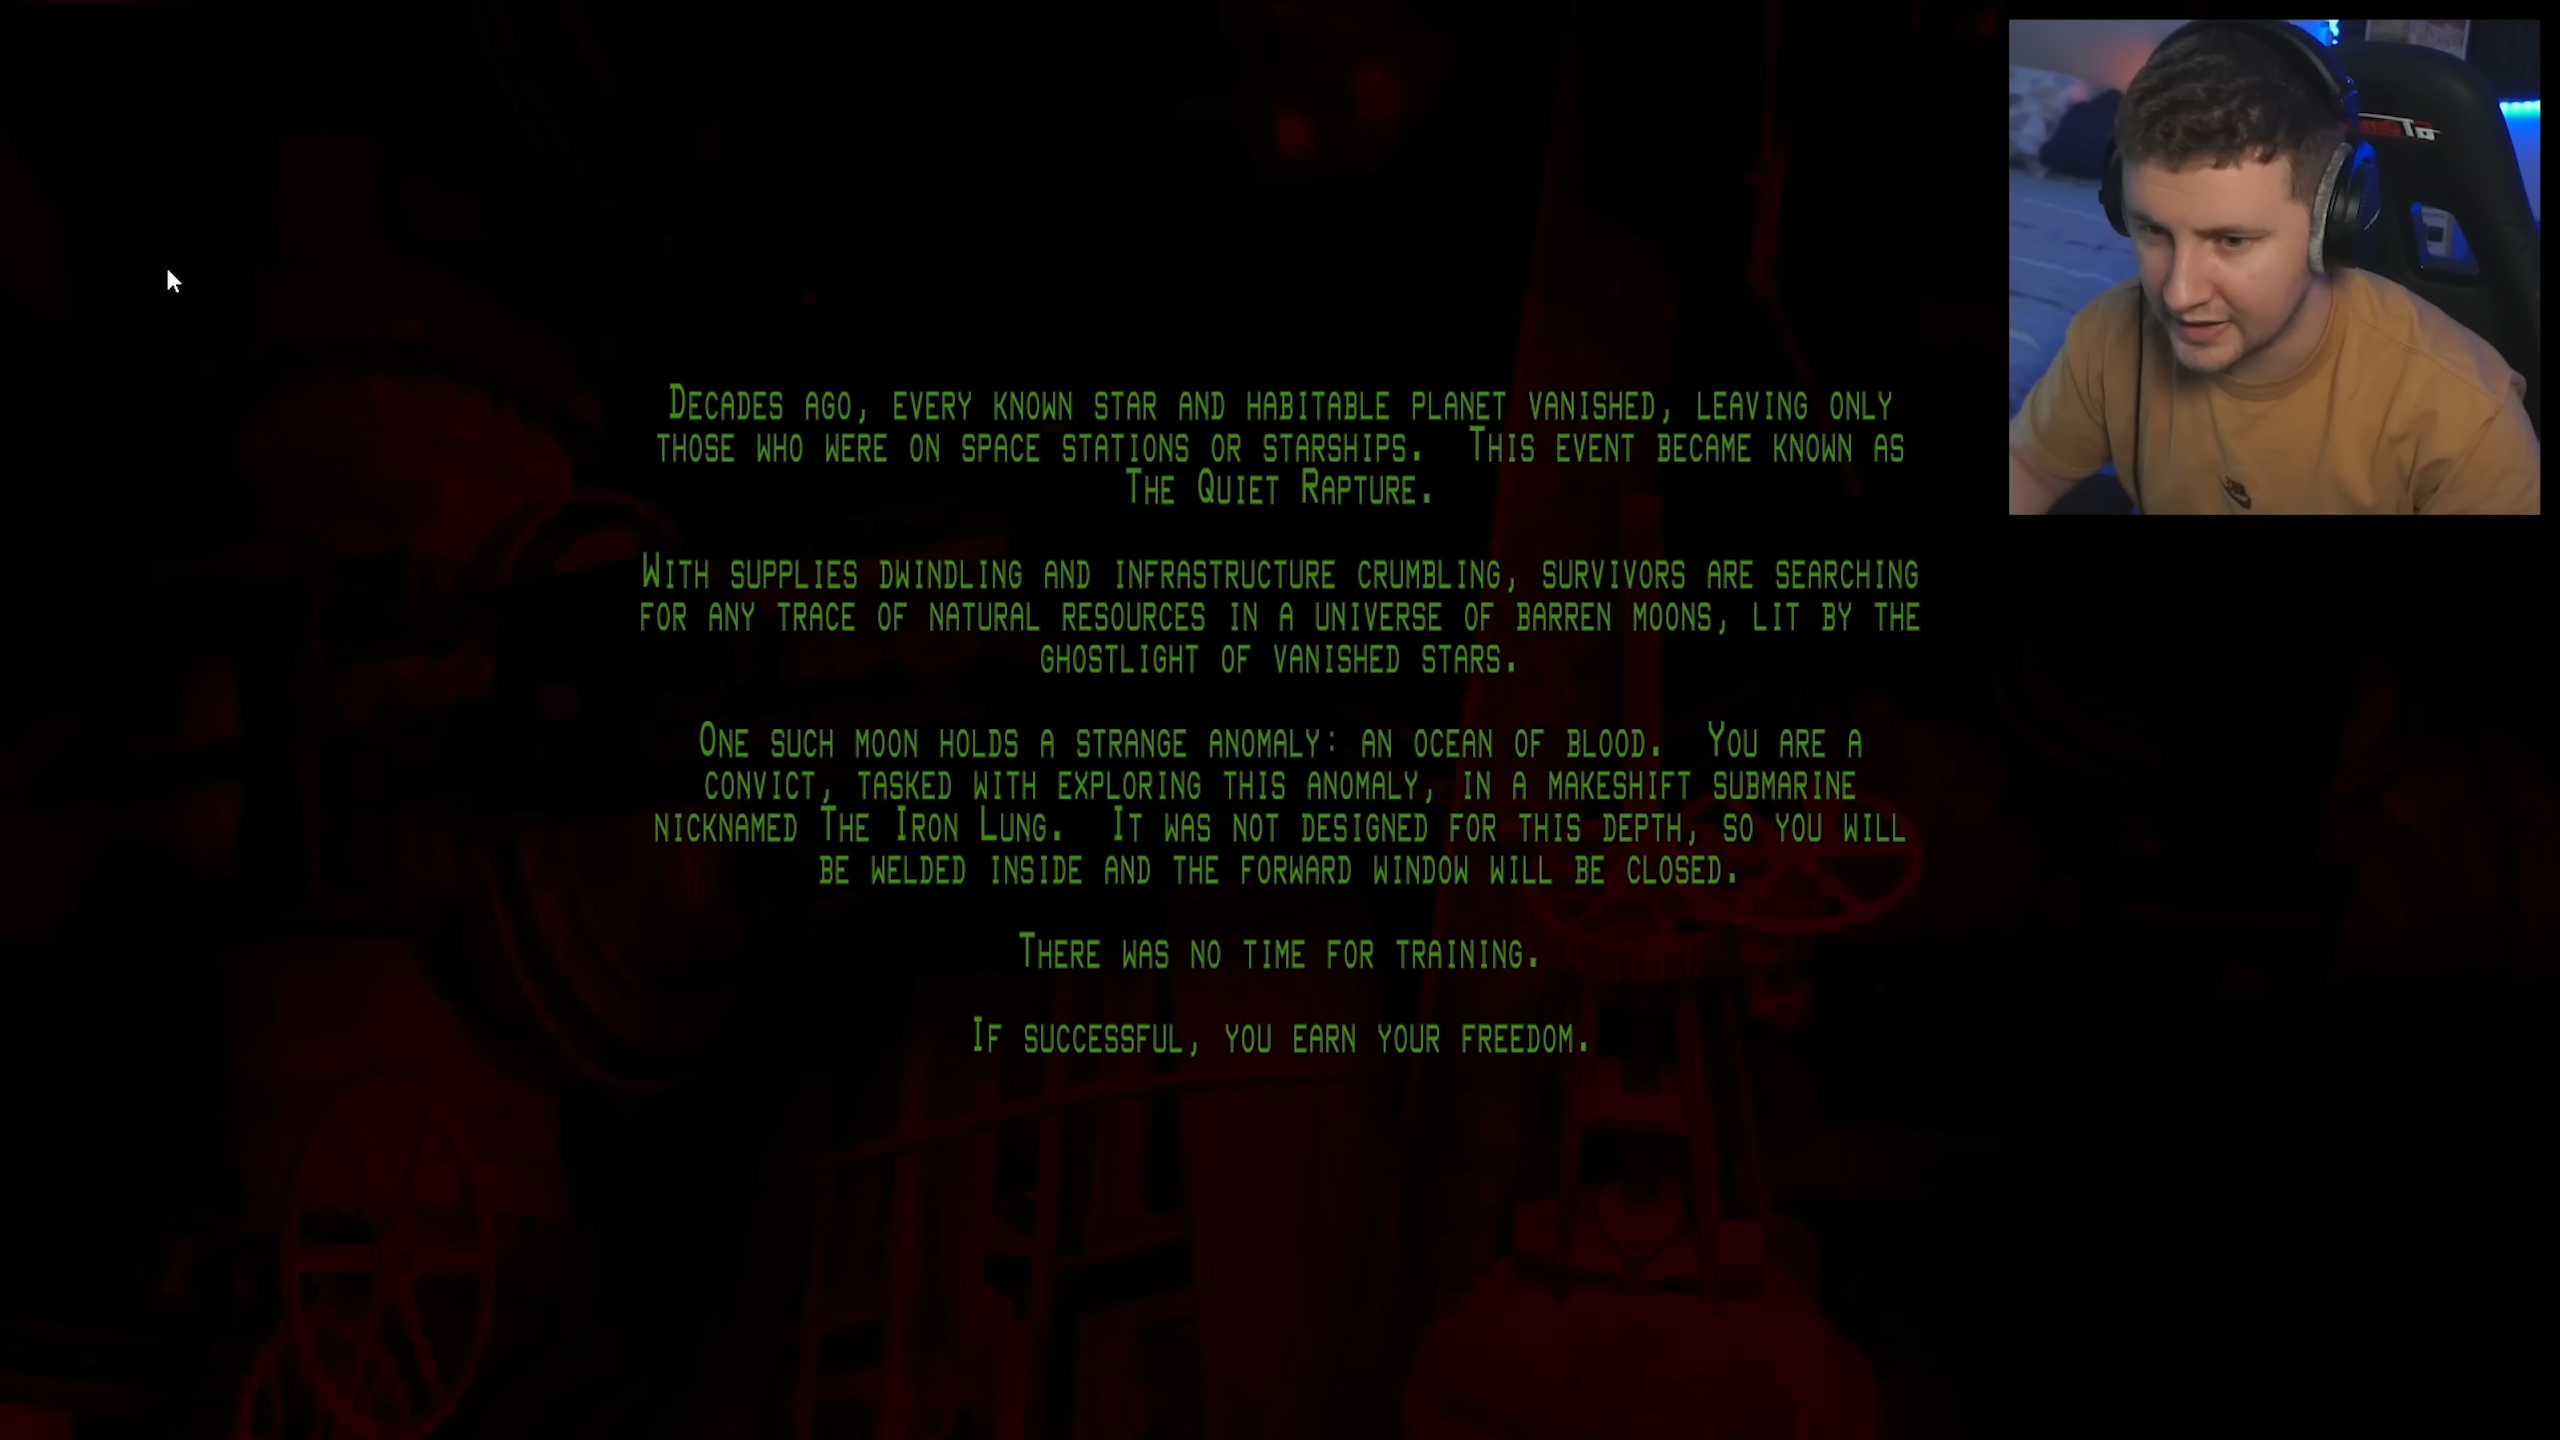 Decades ago, every known star and habitable planet vanished, leaving only
those who were on space stations or starships.  This event became known as
The Quiet Rapture.
With supplies dwindling and infrastructure crumbling, survivors are searching
for any trace of natural resources in a universe of barren moons, lit by the
ghostlight of vanished stars.
One such moon holds a strange anomaly: an ocean of blood.  You are a
convict, tasked with exploring this anomaly, in a makeshift submarine
nicknamed The Iron Lung.  It was not designed for this depth, so you will
be welded inside and the forward window will be closed.
There was no time for training.
If successful, you earn your freedom.